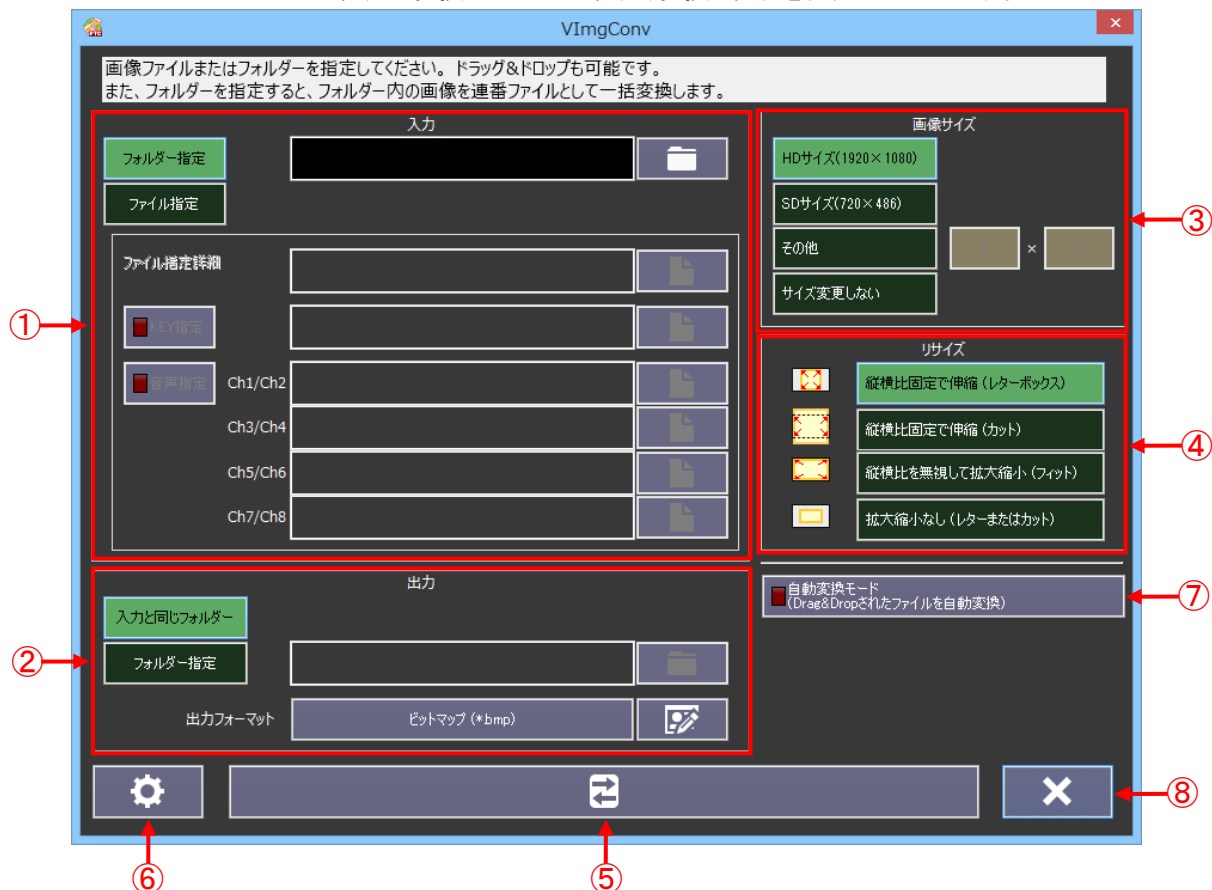 VImgConv
画像ファイルまたはフォルダーを指定してください。ドラッグ&ドロップも可能です。
また、フォルダーを指定すると、フォルダー内の画像を連番ファイルとして一括変換します。
入力
フォルダー指定
ファイル指定
ファイル指定詳細
KEY指定
音声指定
Ch1/Ch2
Ch3/Ch4
Ch5/Ch6
Ch7/Ch8
①
出力
入力と同じフォルダー
フォルダー指定
出力フォーマット
ビットマップ (*bmp)
②
画像サイズ
HDサイズ(1920×1080)
SDサイズ(720×486)
その他
×
サイズ変更しない
③
リサイズ
縦横比固定で伸縮 (レターボックス)
縦横比固定で伸縮 (カット)
縦横比を無視して拡大縮小 (フィット)
拡大縮小なし (レターまたはカット)
④
自動変換モード
(Drag&Dropされたファイルを自動変換)
⑦
⑧
⑥
⑤